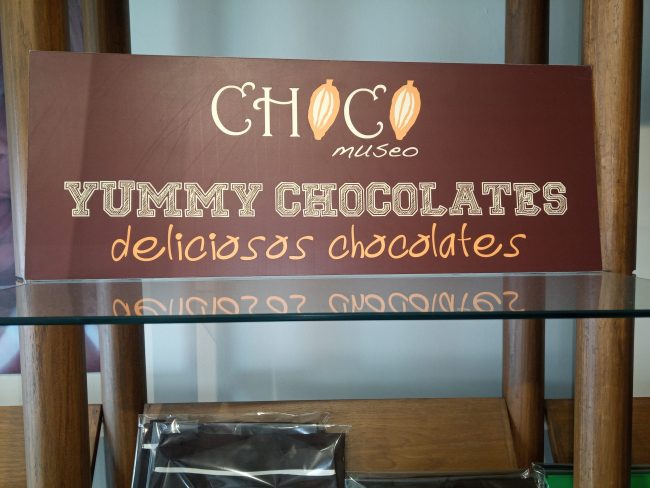 CHOCO
museo
YUMMY CHOCOLATES
deliciosos chocolates